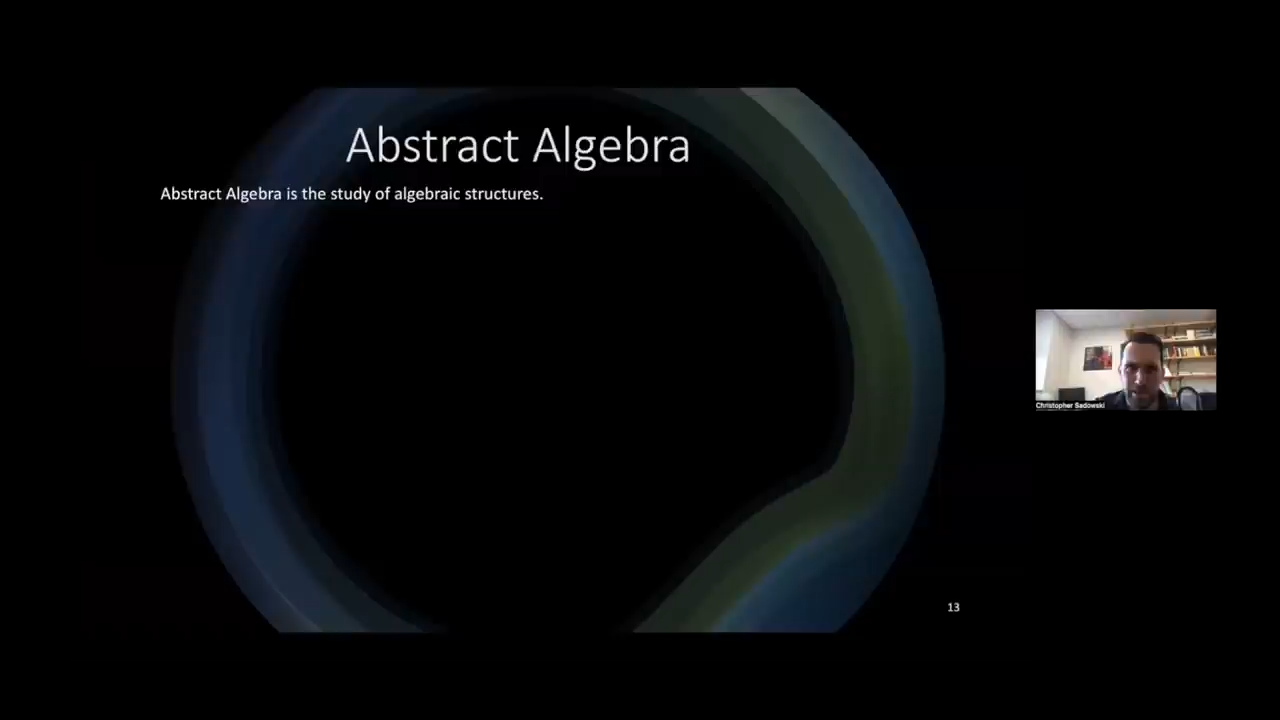 Abstract Algebra
Abstract Algebra is the study of algebraic structures.
Christopher Sadowski
13